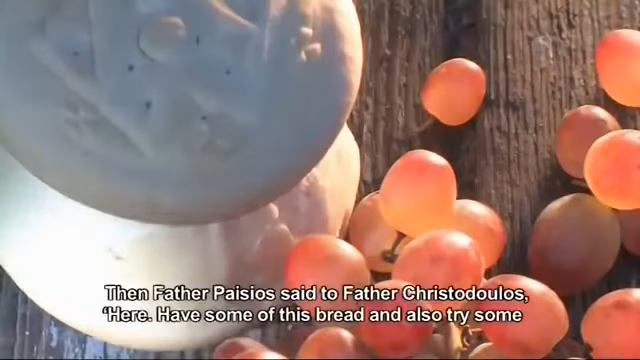 Then Father Paisios said to Father Christodoulos,
‘Here. Have some of this bread and also try some